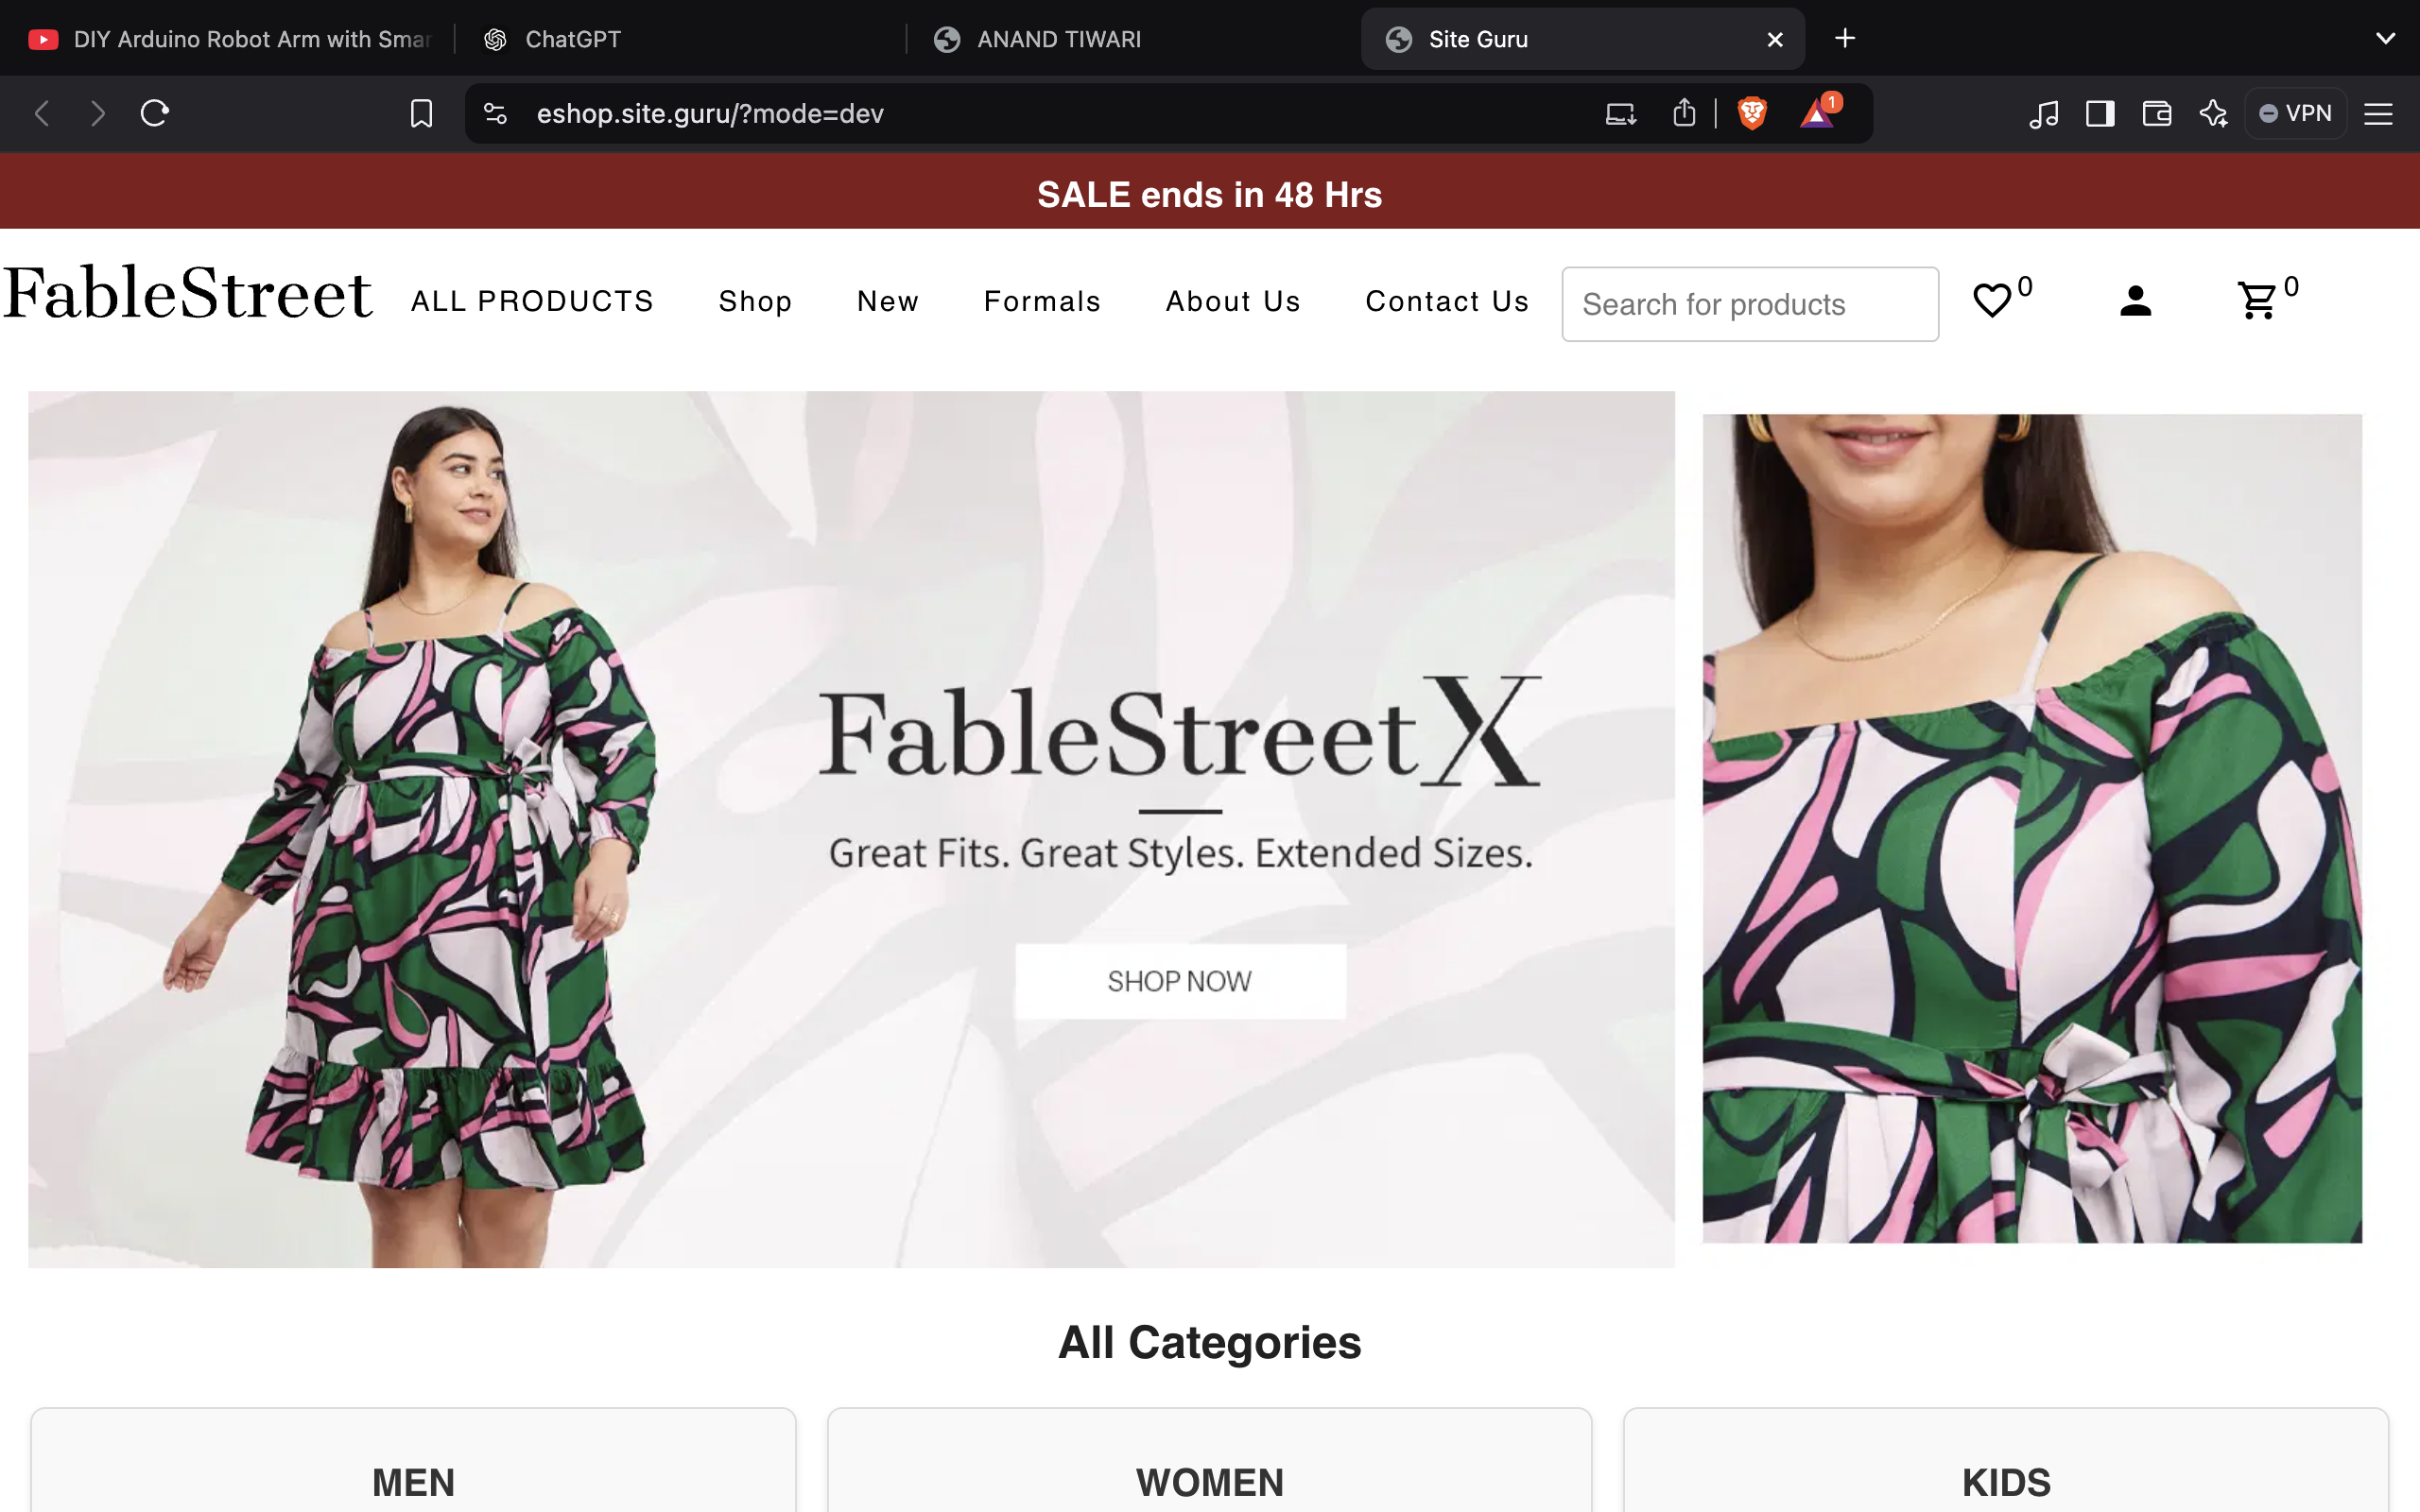 DIY Arduino Robot Arm with Smar
ChatGPT
ANAND TIWARI
Site Guru
eshop.site.guru/?mode=dev
1
VPN
SALE ends in 48 Hrs
FableStreet
ALL PRODUCTS
Shop
New
Formals
About Us
Contact Us
Search for products
0
0
FableStreetX
Great Fits. Great Styles. Extended Sizes.
SHOP NOW
All Categories
MEN
WOMEN
KIDS